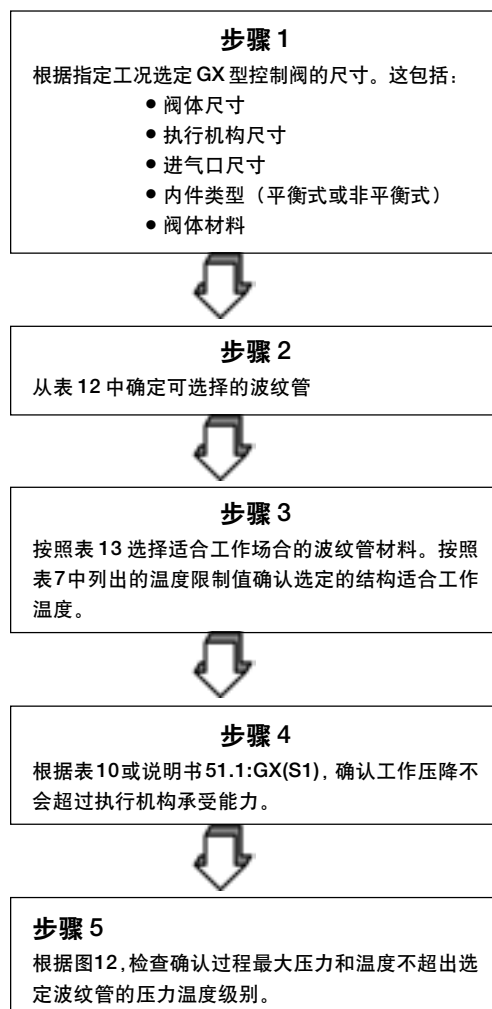 步骤 1
根据指定工况选定 GX 型控制阀的尺寸。这包括：
● 阀体尺寸
● 执行机构尺寸
● 进气口尺寸
● 内件类型（平衡式或非平衡式）
● 阀体材料
步骤 2
从表 12 中确定可选择的波纹管
步骤 3
按照表 13 选择适合工作场合的波纹管材料。按照
表7中列出的温度限制值确认选定的结构适合工作
温度。
步骤 4
根据表10或说明书51.1:GX(S1)，确认工作压降不
会超过执行机构承受能力。
步骤 5
根据图12，检查确认过程最大压力和温度不超出选
定波纹管的压力温度级别。